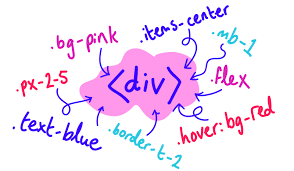 .bg-pink
.items-center
.mb-1
.px-2-5
<div>
.flex
.text-blue
.border-t-2
.hover:bg-red